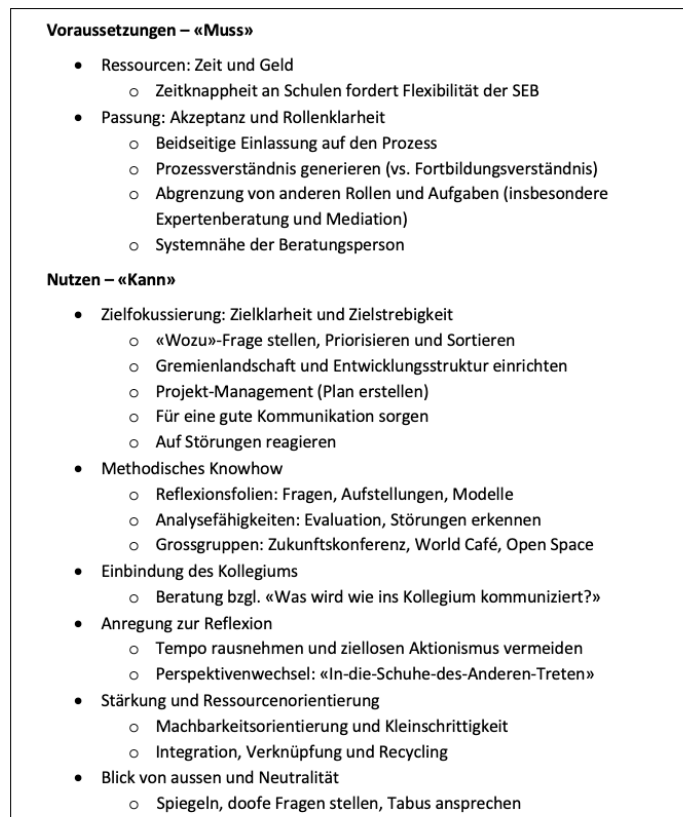 Voraussetzungen – «Muss»
• Ressourcen: Zeit und Geld
o Zeitknappheit an Schulen fordert Flexibilität der SEB
• Passung: Akzeptanz und Rollenklarheit
o Beidseitige Einlassung auf den Prozess
o Prozessverständnis generieren (vs. Fortbildungsverständnis)
o Abgrenzung von anderen Rollen und Aufgaben (insbesondere
Expertenberatung und Mediation)
o Systemnähe der Beratungsperson
Nutzen – «Kann»
• Zielfokussierung: Zielklarheit und Zielstrebigkeit
o «Wozu»-Frage stellen, Priorisieren und Sortieren
o Gremienlandschaft und Entwicklungsstruktur einrichten
o Projekt-Management (Plan erstellen)
o Für eine gute Kommunikation sorgen
o Auf Störungen reagieren
• Methodisches Knowhow
o Reflexionsfolien: Fragen, Aufstellungen, Modelle
o Analysefähigkeiten: Evaluation, Störungen erkennen
o Grossgruppen: Zukunftskonferenz, World Café, Open Space
• Einbindung des Kollegiums
o Beratung bzgl. «Was wird wie ins Kollegium kommuniziert?»
• Anregung zur Reflexion
o Tempo rausnehmen und ziellosen Aktionismus vermeiden
o Perspektivenwechsel: «In-die-Schuhe-des-Anderen-Treten»
• Stärkung und Ressourcenorientierung
o Machbarkeitsorientierung und Kleinschrittigkeit
o Integration, Verknüpfung und Recycling
• Blick von aussen und Neutralität
o Spiegeln, doofe Fragen stellen, Tabus ansprechen